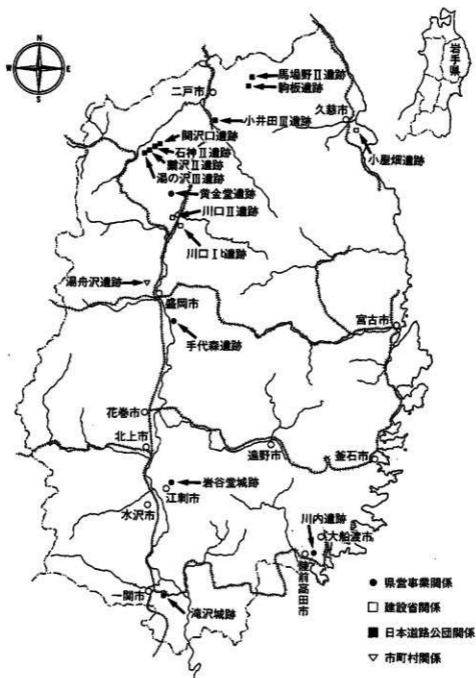 N
W
E
S
岩手県
馬場野Ⅱ遺跡
駒板遺跡
二戸市
久慈市
小井田Ⅲ遺跡
小屋畑遺跡
関沢口遺跡
石神Ⅱ遺跡
湯の沢Ⅲ遺跡
黄金堂遺跡
川口Ⅱ遺跡
川口Ⅰb遺跡
湯舟沢遺跡
盛岡市
宮古市
手代森遺跡
花巻市
北上市
遠野市
釜石市
岩谷堂城跡
江刺市
水沢市
川内遺跡
大船渡市
陸前高田市
一関市
滝沢城跡
● 県営事業関係
□ 建設省関係
■ 日本道路公団関係
▽ 市町村関係